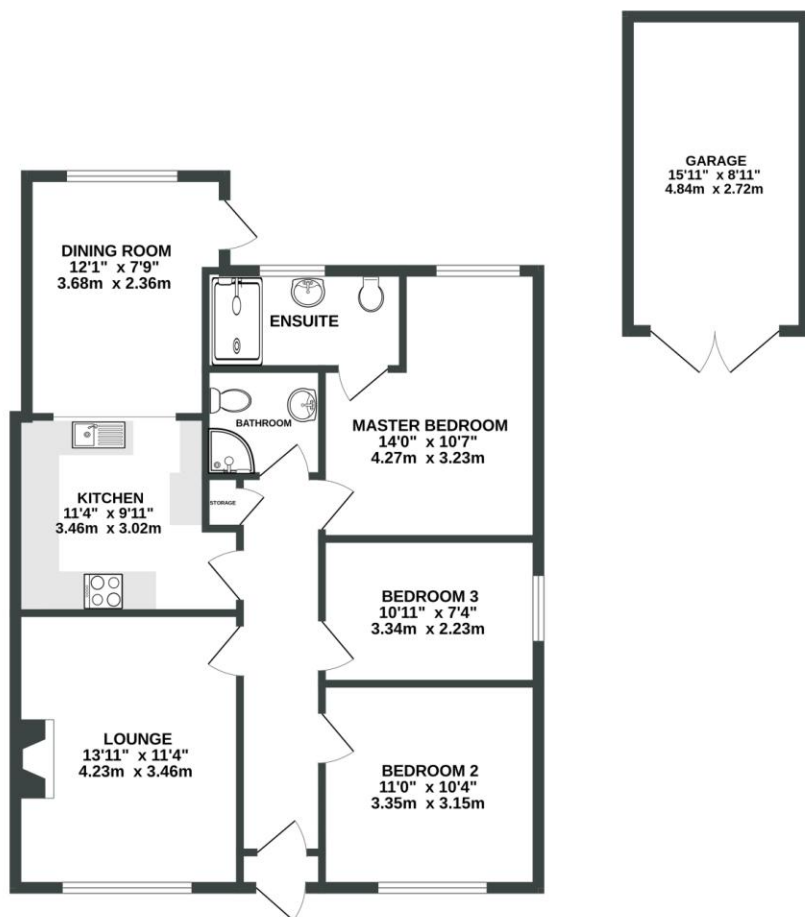 GARAGE
15'11" x 8'11"
4.84m x 2.72m
DINING ROOM
12'1" x 7'9"
3.68m x 2.36m
ENSUITE
BATHROOM
MASTER BEDROOM
14'0" x 10'7"
4.27m x 3.23m
STORAGE
KITCHEN
11'4" x 9'11"
3.46m x 3.02m
BEDROOM 3
10'11" x 7'4"
3.34m x 2.23m
LOUNGE
13'11" x 11'4"
4.23m x 3.46m
BEDROOM 2
11'0" x 10'4"
3.35m x 3.15m